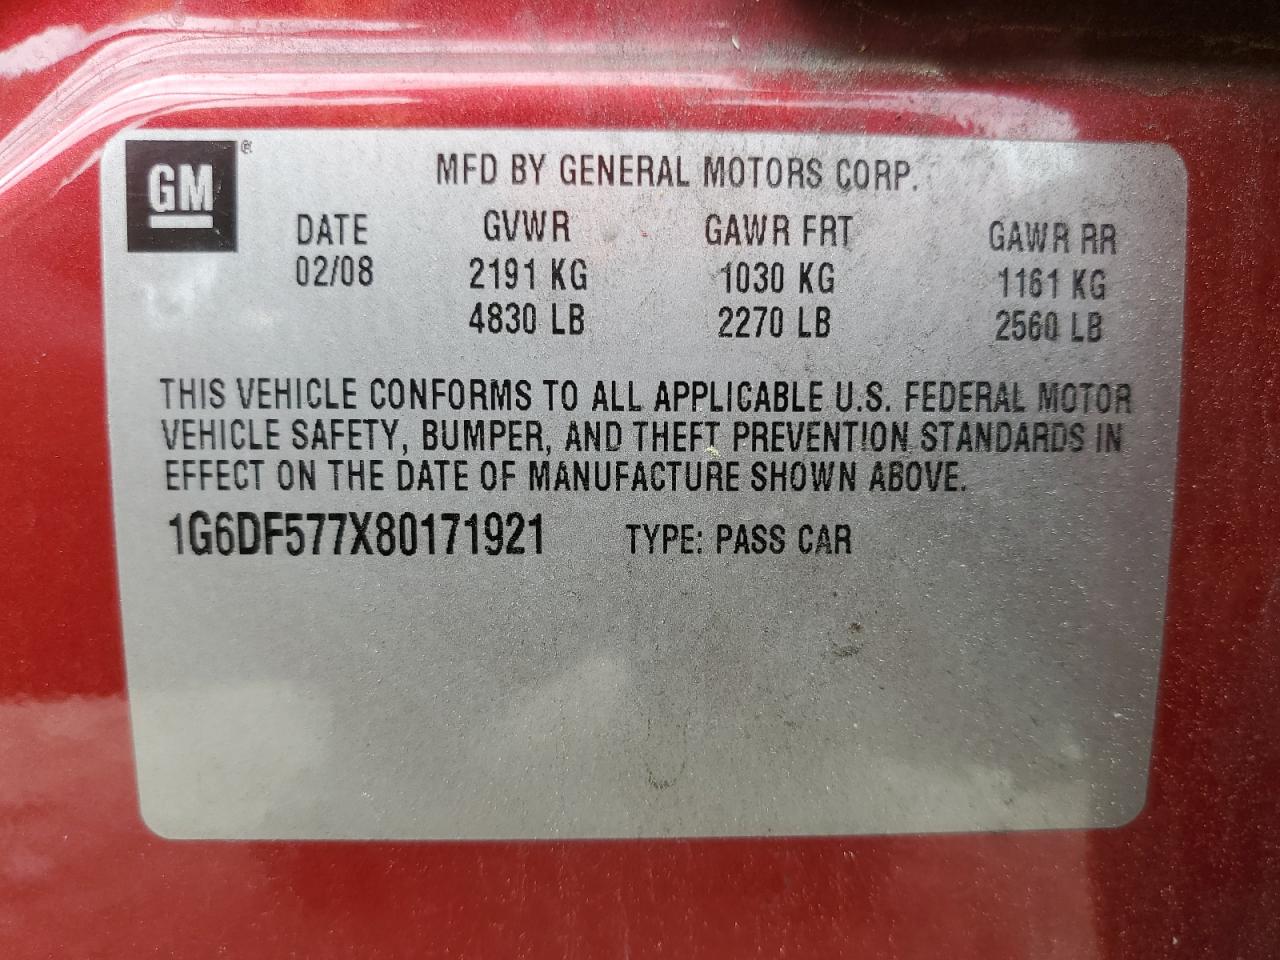 GM®
MFD BY GENERAL MOTORS CORP.
DATE GVWR GAWR FRT GAWR RR
02/08 2191 KG 1030 KG 1161 KG
4830 LB 2270 LB 2560 LB
THIS VEHICLE CONFORMS TO ALL APPLICABLE U.S. FEDERAL MOTOR
VEHICLE SAFETY, BUMPER, AND THEFT PREVENTION STANDARDS IN
EFFECT ON THE DATE OF MANUFACTURE SHOWN ABOVE.
1G6DF577X80171921 TYPE: PASS CAR